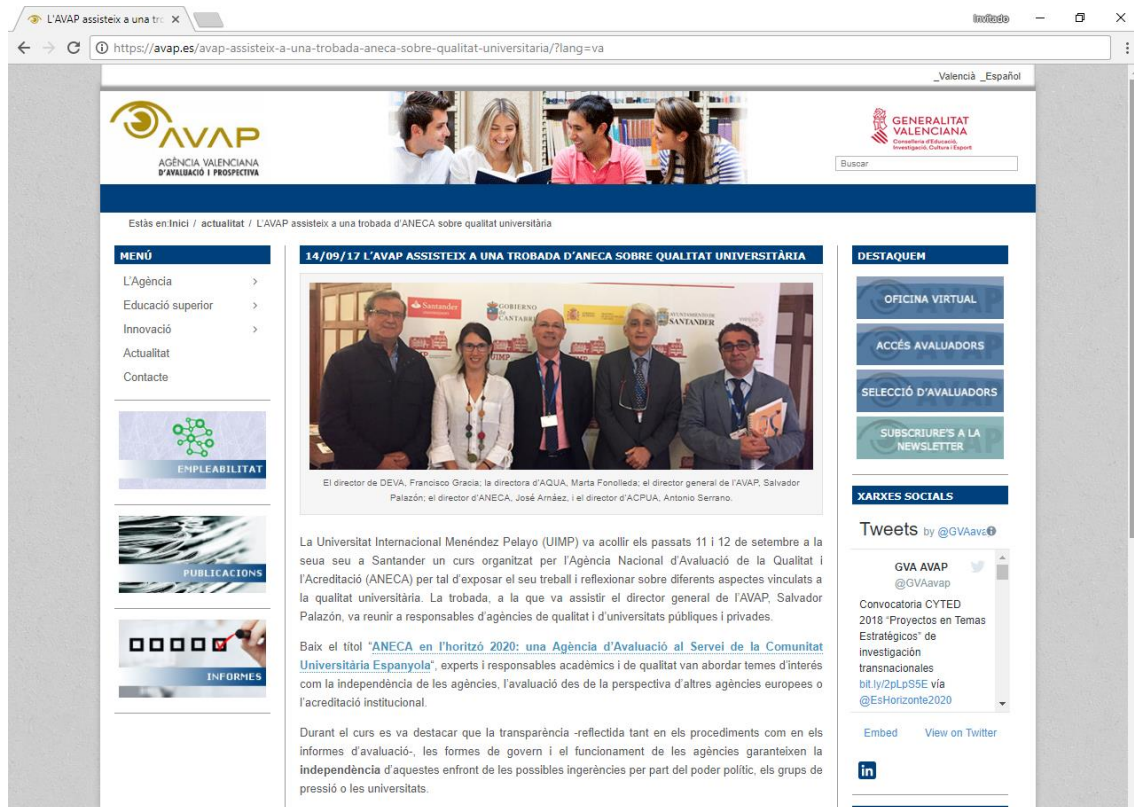 L'AVAP assisteix a una tro
Invitado
https://avap.es/avap-assisteix-a-una-trobada-aneca-sobre-qualitat-universitaria/?lang=va
_Valencià _Español
AVAP
AGÈNCIA VALENCIANA
D'AVALUACIÓ I PROSPECTIVA
GENERALITAT
VALENCIANA
Conselleria d'Educació,
Investigació, Cultura i Esport
Buscar
Estàs en:Inici / actualitat / L'AVAP assisteix a una trobada d'ANECA sobre qualitat universitària
MENÚ
L'Agència
Educació superior
Innovació
Actualitat
Contacte
EMPLEABILITAT
PUBLICACIONS
INFORMES
14/09/17 L'AVAP ASSISTEIX A UNA TROBADA D'ANECA SOBRE QUALITAT UNIVERSITÀRIA
Santander
GOBIERNO
de
CANTABRIA
AYUNTAMIENTO DE
SANTANDER
UIMP
El director de DEVA, Francisco Gracia; la directora d'AQUA, Marta Fonolleda; el director general de l'AVAP, Salvador
Palazón; el director d'ANECA, José Arnáez, i el director d'ACPUA, Antonio Serrano.
La Universitat Internacional Menéndez Pelayo (UIMP) va acollir els passats 11 i 12 de setembre a la
seua seu a Santander un curs organitzat per l'Agència Nacional d'Avaluació de la Qualitat i
l'Acreditació (ANECA) per tal d'exposar el seu treball i reflexionar sobre diferents aspectes vinculats a
la qualitat universitària. La trobada, a la que va assistir el director general de l'AVAP, Salvador
Palazón, va reunir a responsables d'agències de qualitat i d'universitats públiques i privades.
Baix el títol "ANECA en l'horitzó 2020: una Agència d'Avaluació al Servei de la Comunitat
Universitària Espanyola", experts i responsables acadèmics i de qualitat van abordar temes d'interés
com la independència de les agències, l'avaluació des de la perspectiva d'altres agències europees o
l'acreditació institucional.
Durant el curs es va destacar que la transparència -reflectida tant en els procediments com en els
informes d'avaluació-, les formes de govern i el funcionament de les agències garanteixen la
independència d'aquestes enfront de les possibles ingerències per part del poder polític, els grups de
pressió o les universitats.
DESTAQUEM
OFICINA VIRTUAL
ACCÉS AVALUADORS
SELECCIÓ D'AVALUADORS
SUBSCRIURE'S A LA
NEWSLETTER
XARXES SOCIALS
Tweets by @GVAava
GVA AVAP
@GVAavap
Convocatoria CYTED
2018 "Proyectos en Temas
Estratégicos" de
investigación
transnacionales
bit.ly/2pLpS5E vía
@EsHorizonte2020
Embed View on Twitter
in